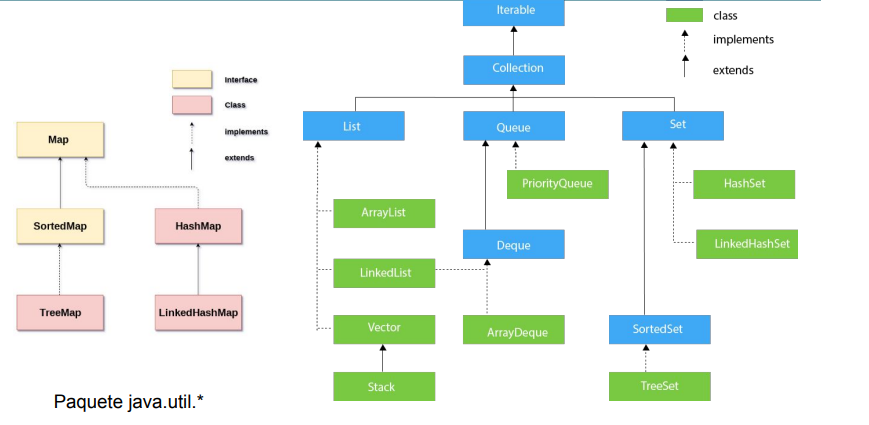 Interface
Class
implements
extends
Map
SortedMap
HashMap
TreeMap
LinkedHashMap
Paquete java.util.*
Iterable
class
implements
extends
Collection
List
Queue
Set
PriorityQueue
HashSet
ArrayList
Deque
LinkedHashSet
LinkedList
Vector
ArrayDeque
SortedSet
Stack
TreeSet